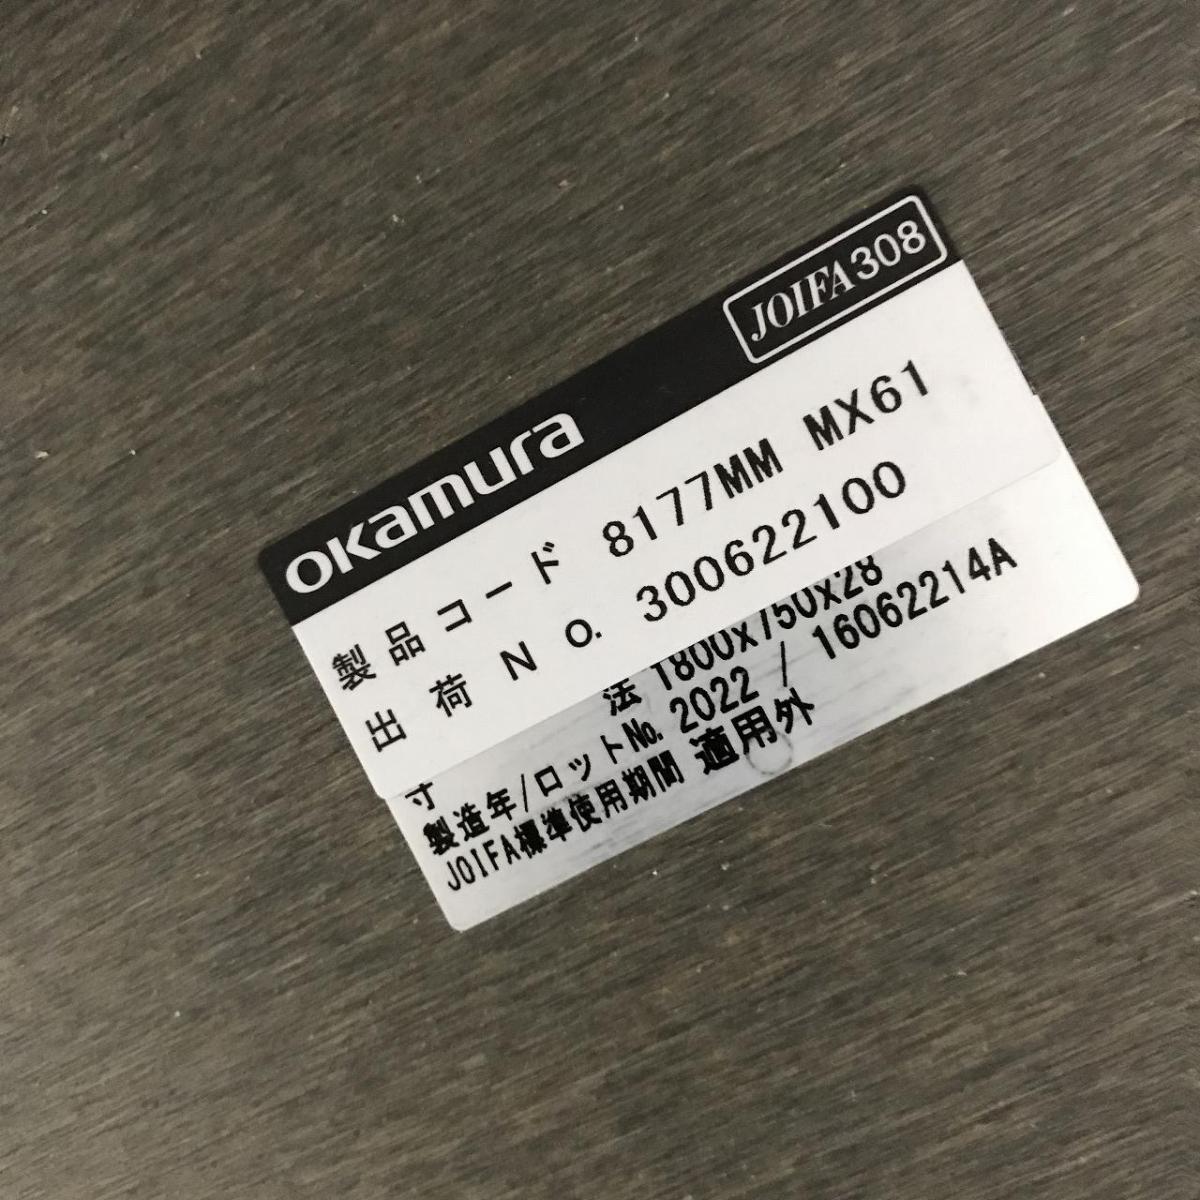 JOIFA308
OKamura
製品コード 8177MM MX61
出荷No. 300622100
寸法 1800x750x28
製造年/ロットNo. 2022 / 16062214A
JOIFA標準使用期間 適用外